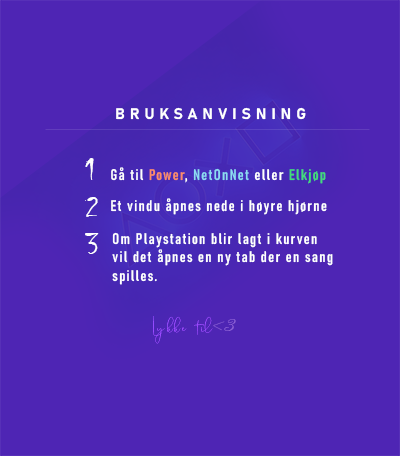 BRUKSANVISNING
1 Gå til Power, NetOnNet eller Elkjøp
2 Et vindu åpnes nede i høyre hjørne
3 Om Playstation blir lagt i kurven
vil det åpnes en ny tab der en sang
spilles.
lykke til<3